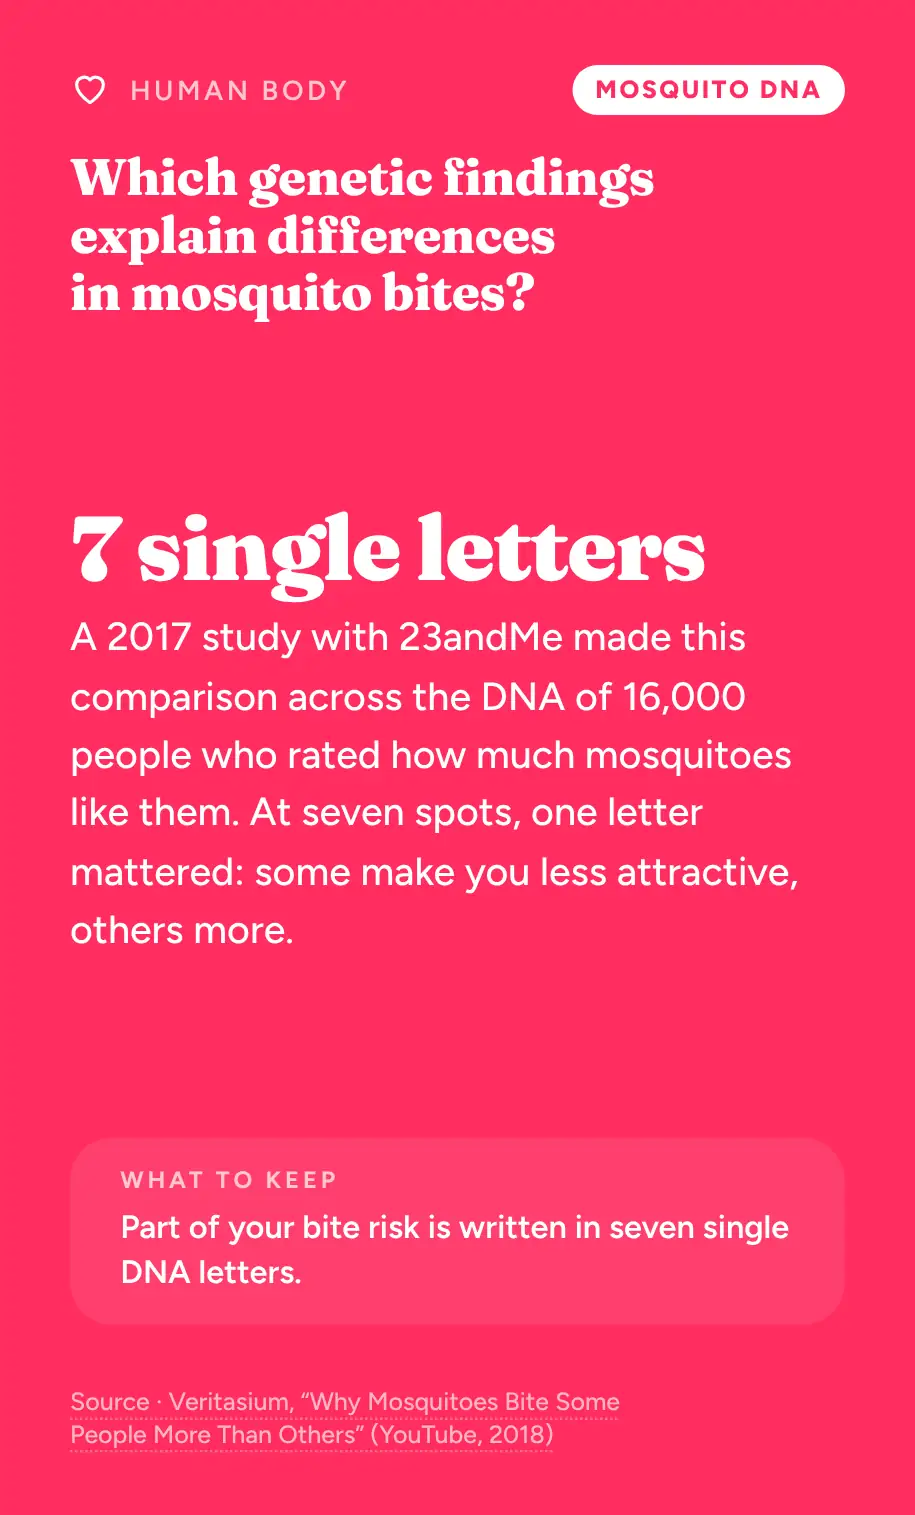 HUMAN BODY
MOSQUITO DNA
Which genetic findings
explain differences
in mosquito bites?
7 single letters
A 2017 study with 23andMe made this
comparison across the DNA of 16,000
people who rated how much mosquitoes
like them. At seven spots, one letter
mattered: some make you less attractive,
others more.
WHAT TO KEEP
Part of your bite risk is written in seven single
DNA letters.
Source · Veritasium, “Why Mosquitoes Bite Some
People More Than Others” (YouTube, 2018)